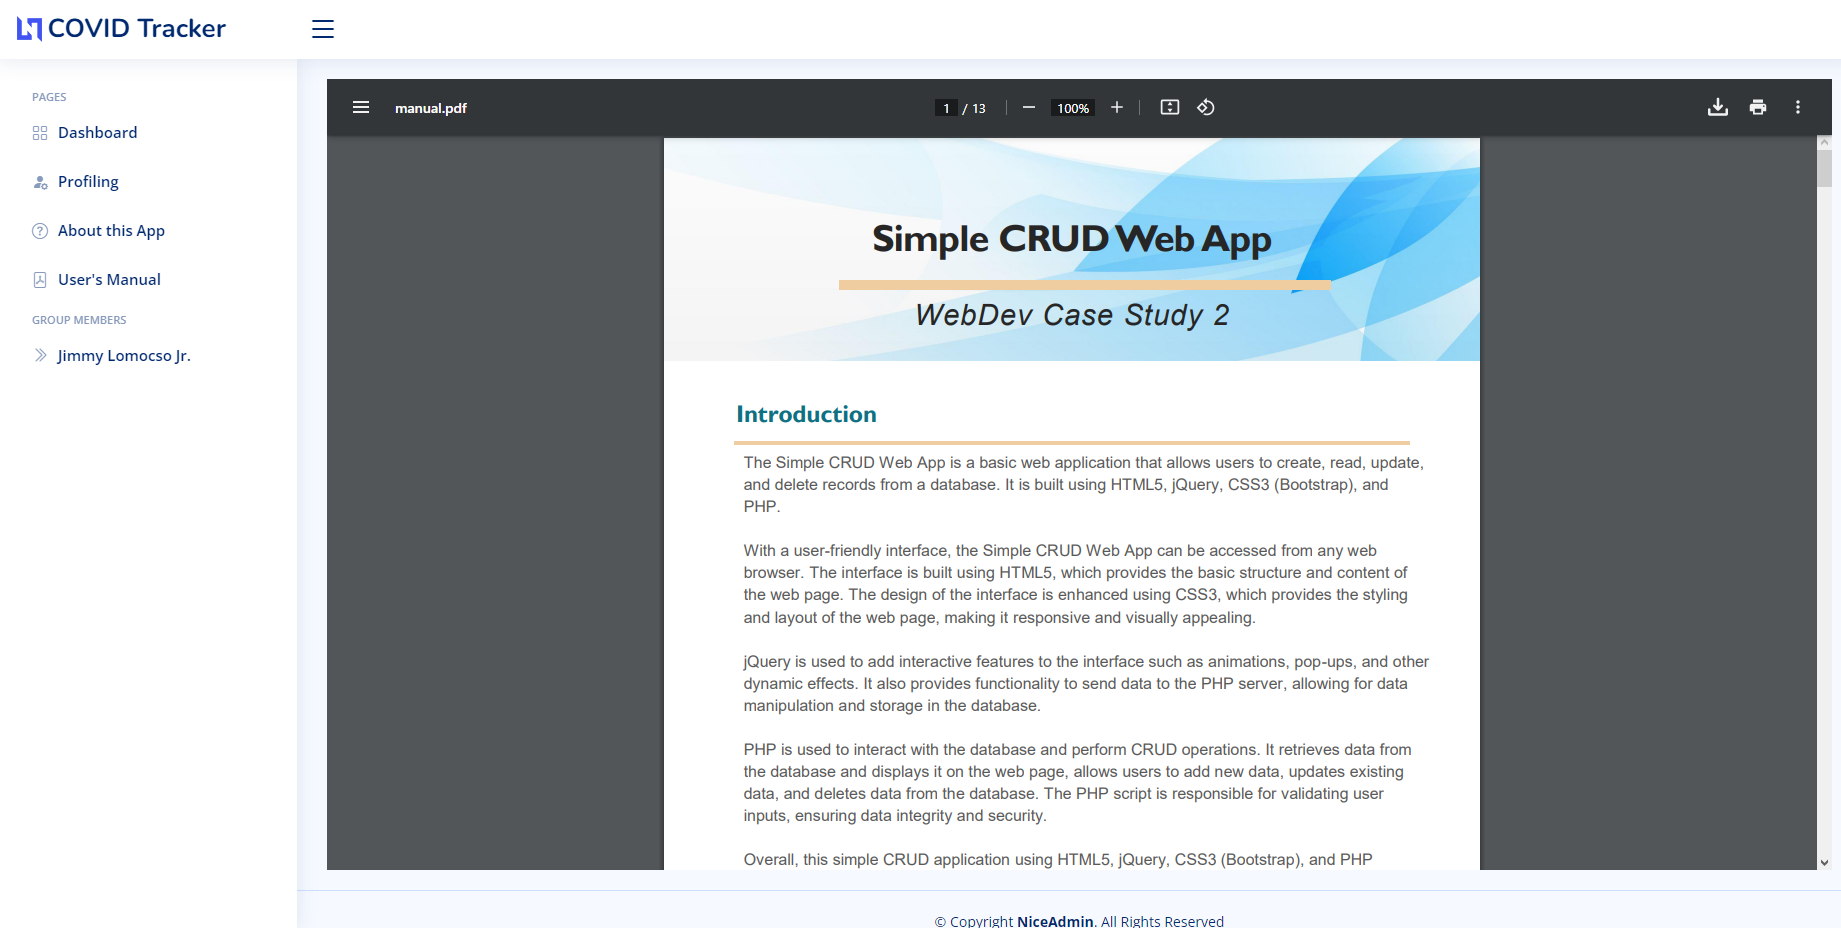 COVID Tracker
PAGES
Dashboard
Profiling
About this App
User's Manual
GROUP MEMBERS
Jimmy Lomocso Jr.
manual.pdf
1 / 13
100%
Simple CRUD Web App
WebDev Case Study 2
Introduction
The Simple CRUD Web App is a basic web application that allows users to create, read, update,
and delete records from a database. It is built using HTML5, jQuery, CSS3 (Bootstrap), and
PHP.
With a user-friendly interface, the Simple CRUD Web App can be accessed from any web
browser. The interface is built using HTML5, which provides the basic structure and content of
the web page. The design of the interface is enhanced using CSS3, which provides the styling
and layout of the web page, making it responsive and visually appealing.
jQuery is used to add interactive features to the interface such as animations, pop-ups, and other
dynamic effects. It also provides functionality to send data to the PHP server, allowing for data
manipulation and storage in the database.
PHP is used to interact with the database and perform CRUD operations. It retrieves data from
the database and displays it on the web page, allows users to add new data, updates existing
data, and deletes data from the database. The PHP script is responsible for validating user
inputs, ensuring data integrity and security.
Overall, this simple CRUD application using HTML5, jQuery, CSS3 (Bootstrap), and PHP
© Copyright NiceAdmin. All Rights Reserved